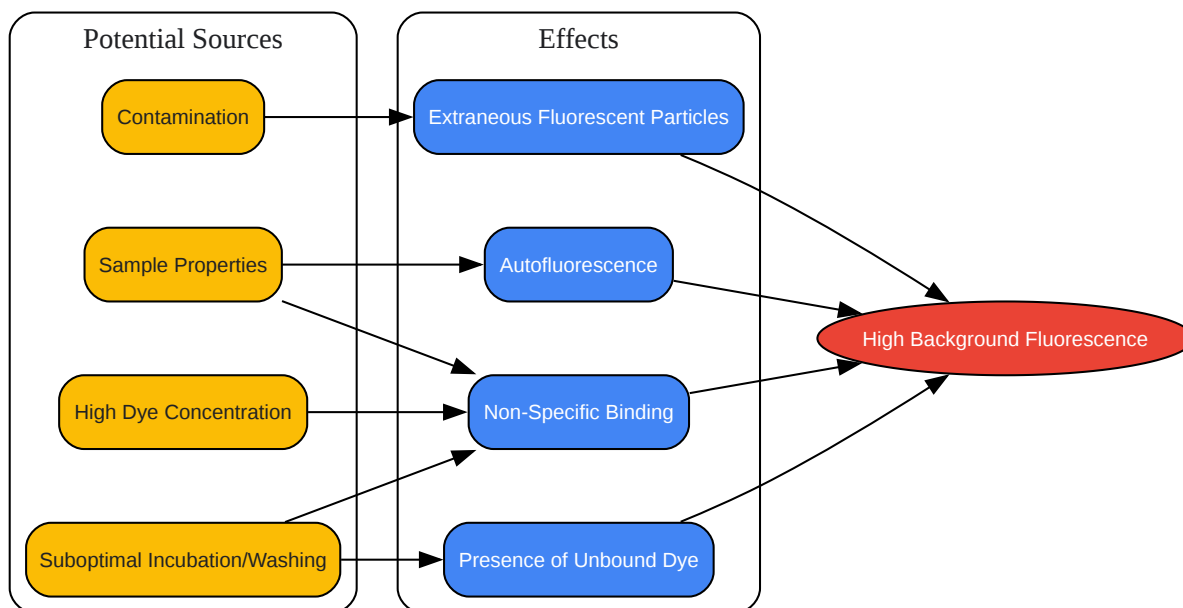 Potential Sources
Effects
Contamination
Extraneous Fluorescent Particles
Sample Properties
Autofluorescence
High Background Fluorescence
High Dye Concentration
Non-Specific Binding
Suboptimal Incubation/Washing
Presence of Unbound Dye